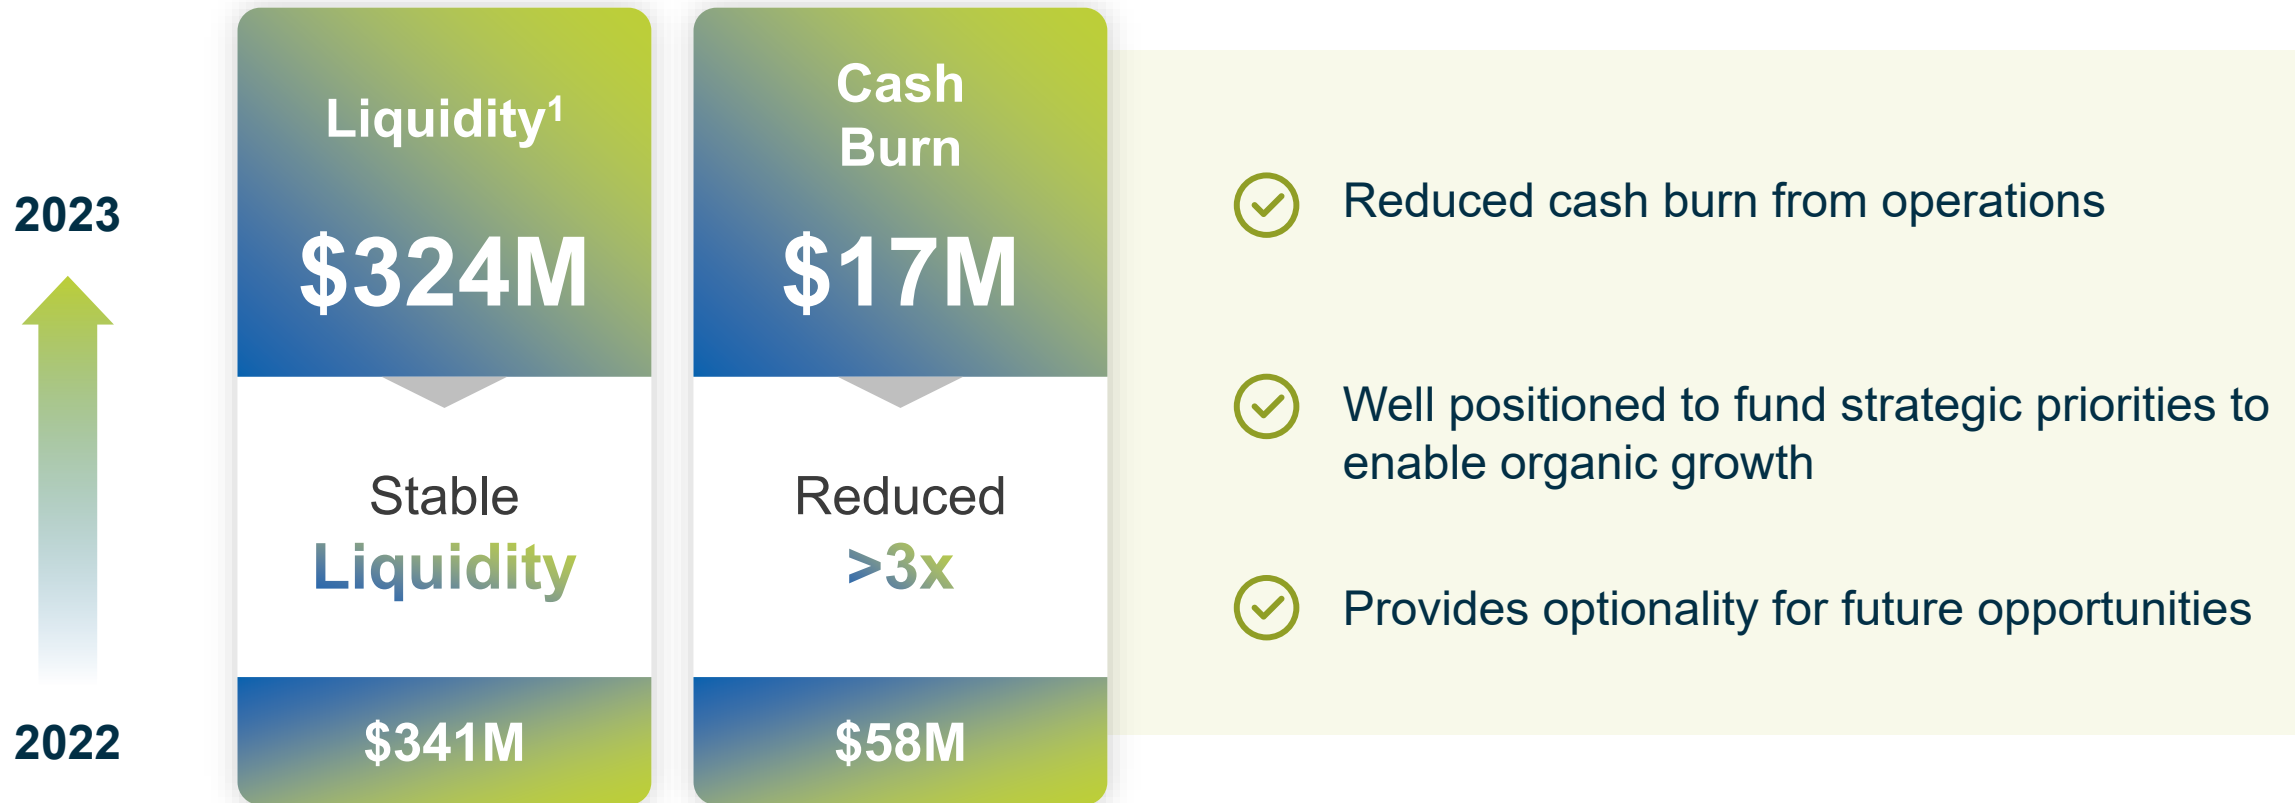 2023
2022
Liquidity¹
$324M
Stable
Liquidity
$341M
Cash
Burn
$17M
Reduced
>3x
$58M
Reduced cash burn from operations
Well positioned to fund strategic priorities to
enable organic growth
Provides optionality for future opportunities